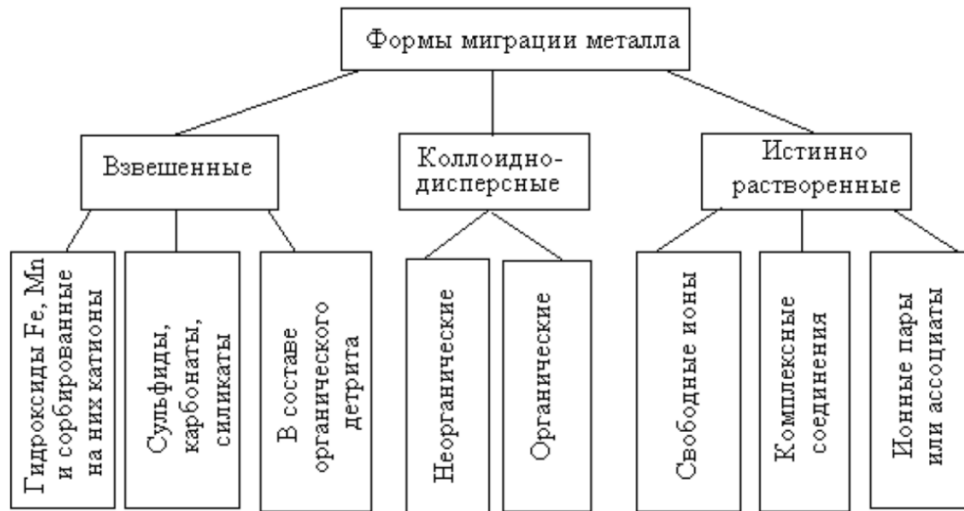 Формы миграции металла
Взвешенные
Коллоидно-
дисперсные
Истинно
растворенные
Гидроксиды Fe, Mn
и сорбированные
на них катионы
Сульфиды,
карбонаты,
силикаты
В составе
органического
детрита
Неорганические
Органические
Свободные ионы
Комплексные
соединения
Ионные пары
или ассоциаты